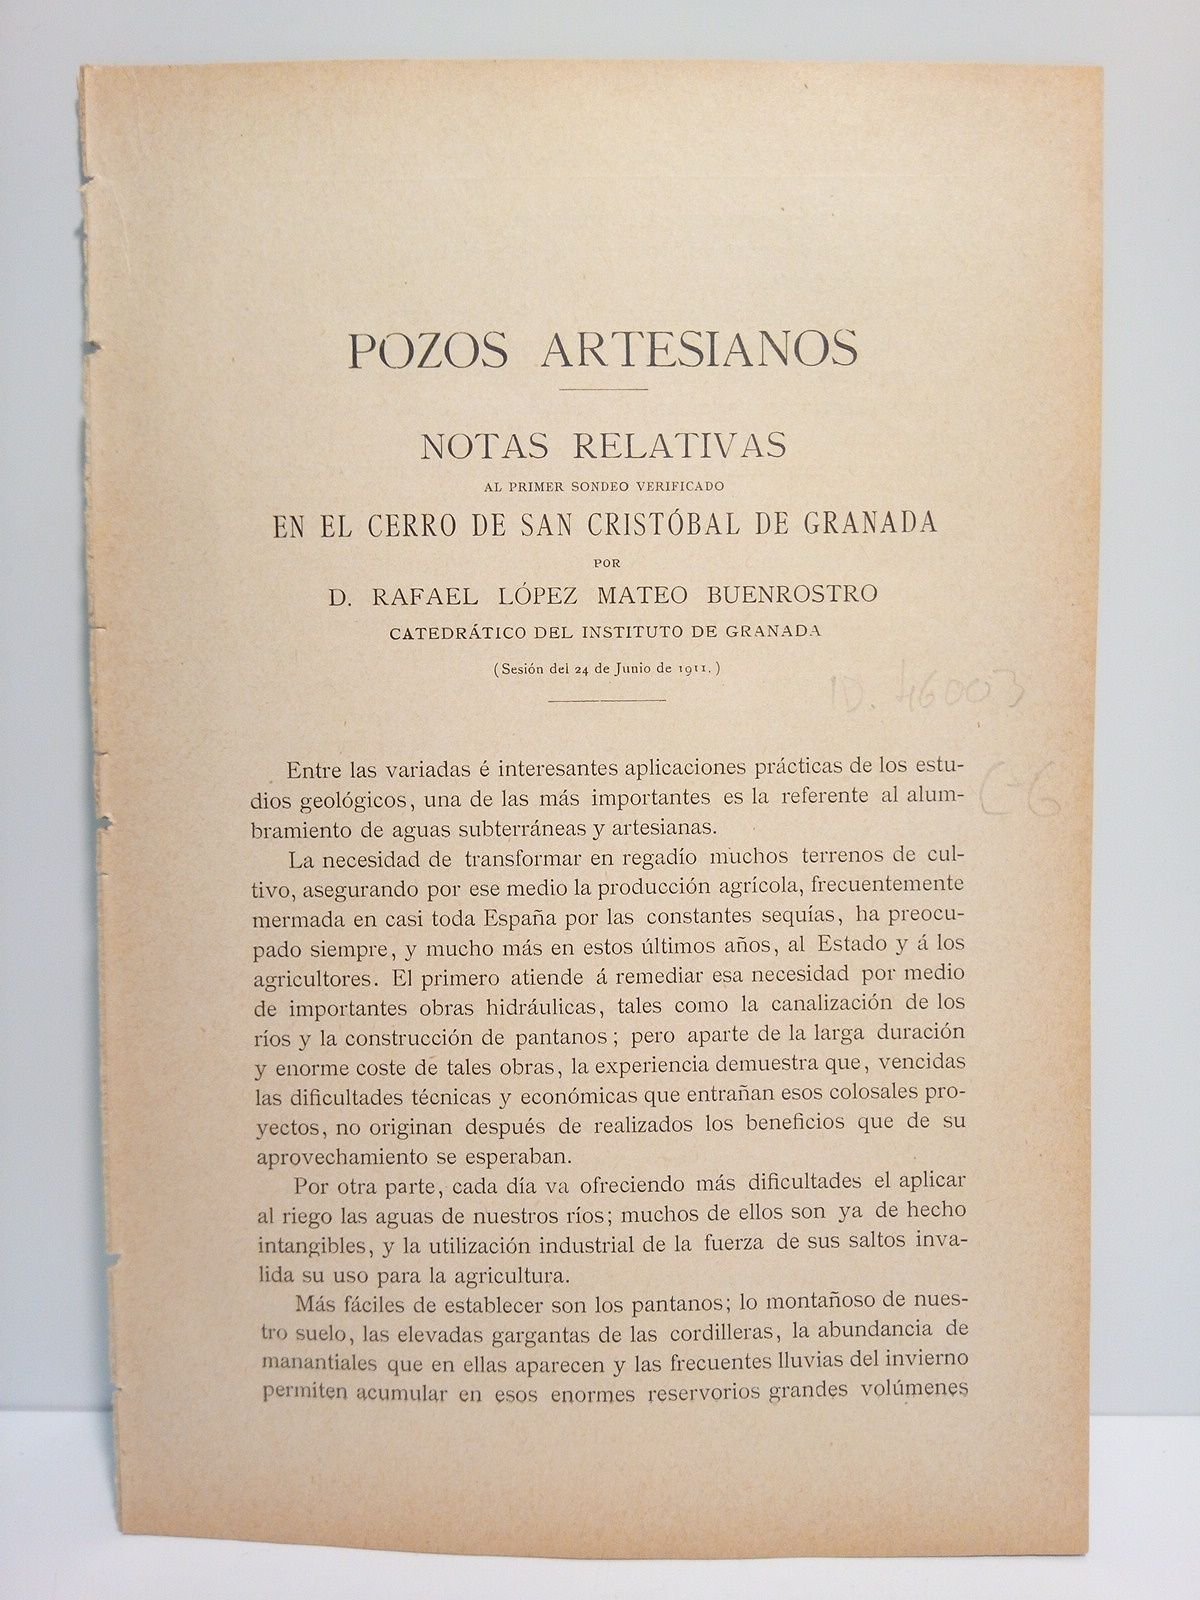 POZOS ARTESIANOS
NOTAS RELATIVAS
AL PRIMER SONDEO VERIFICADO
EN EL CERRO DE SAN CRISTÓBAL DE GRANADA
POR
D. RAFAEL LÓPEZ MATEO BUENROSTRO
CATEDRÁTICO DEL INSTITUTO DE GRANADA
(Sesión del 24 de Junio de 1911.)
ID. 46003
C-6
Entre las variadas é interesantes aplicaciones prácticas de los estu-
dios geológicos, una de las más importantes es la referente al alum-
bramiento de aguas subterráneas y artesianas.
La necesidad de transformar en regadío muchos terrenos de cul-
tivo, asegurando por ese medio la producción agrícola, frecuentemente
mermada en casi toda España por las constantes sequías, ha preocu-
pado siempre, y mucho más en estos últimos años, al Estado y á los
agricultores. El primero atiende á remediar esa necesidad por medio
de importantes obras hidráulicas, tales como la canalización de los
ríos y la construcción de pantanos; pero aparte de la larga duración
y enorme coste de tales obras, la experiencia demuestra que, vencidas
las dificultades técnicas y económicas que entrañan esos colosales pro-
yectos, no originan después de realizados los beneficios que de su
aprovechamiento se esperaban.
Por otra parte, cada día va ofreciendo más dificultades el aplicar
al riego las aguas de nuestros ríos; muchos de ellos son ya de hecho
intangibles, y la utilización industrial de la fuerza de sus saltos inva-
lida su uso para la agricultura.
Más fáciles de establecer son los pantanos; lo montañoso de nues-
tro suelo, las elevadas gargantas de las cordilleras, la abundancia de
manantiales que en ellas aparecen y las frecuentes lluvias del invierno
permiten acumular en esos enormes reservorios grandes volúmenes